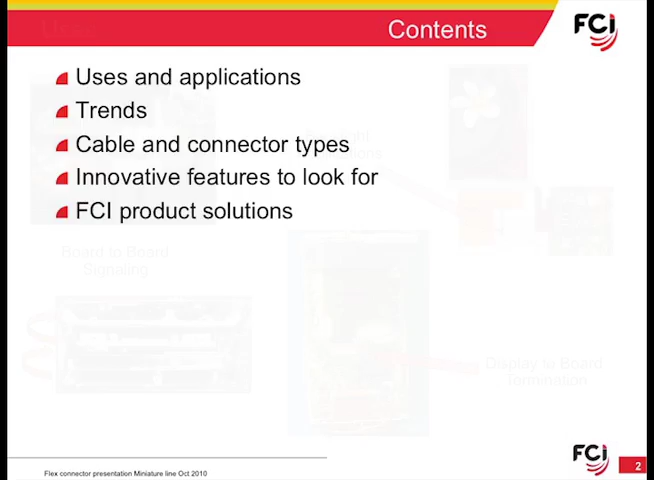 Uses
Contents
FCi
Uses and applications
Trends
Cable and connector types
Innovative features to look for
FCI product solutions
Board to Board
Signaling
Display to Board
Termination
Flex connector presentation Miniature line Oct 2010
FCi
2